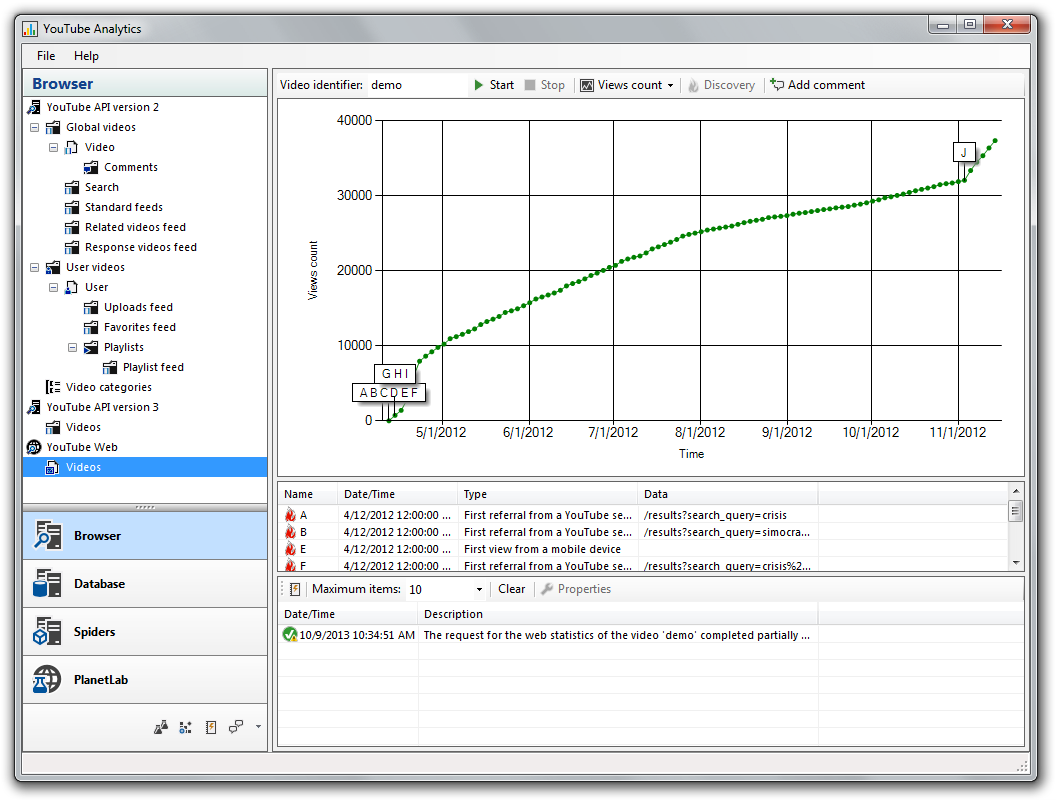 YouTube Analytics
File Help
Browser
YouTube API version 2
Global videos
Video
Comments
Search
Standard feeds
Related videos feed
Response videos feed
User videos
User
Uploads feed
Favorites feed
Playlists
Playlist feed
Video categories
YouTube API version 3
Videos
YouTube Web
Videos
Browser
Database
Spiders
PlanetLab
Video identifier: demo Start Stop Views count Discovery Add comment
40000
30000
20000
10000
0
Views count
J
G H I
A B C D E F
5/1/2012 6/1/2012 7/1/2012 8/1/2012 9/1/2012 10/1/2012 11/1/2012
Time
Name Date/Time Type Data
A 4/12/2012 12:00:00 ... First referral from a YouTube se... /results?search_query=crisis
B 4/12/2012 12:00:00 ... First referral from a YouTube se... /results?search_query=simocra...
E 4/12/2012 12:00:00 ... First view from a mobile device
F 4/12/2012 12:00:00 ... First referral from a YouTube se... /results?search_query=crisis%2...
Maximum items: 10 Clear Properties
Date/Time Description
10/9/2013 10:34:51 AM The request for the web statistics of the video 'demo' completed partially ...